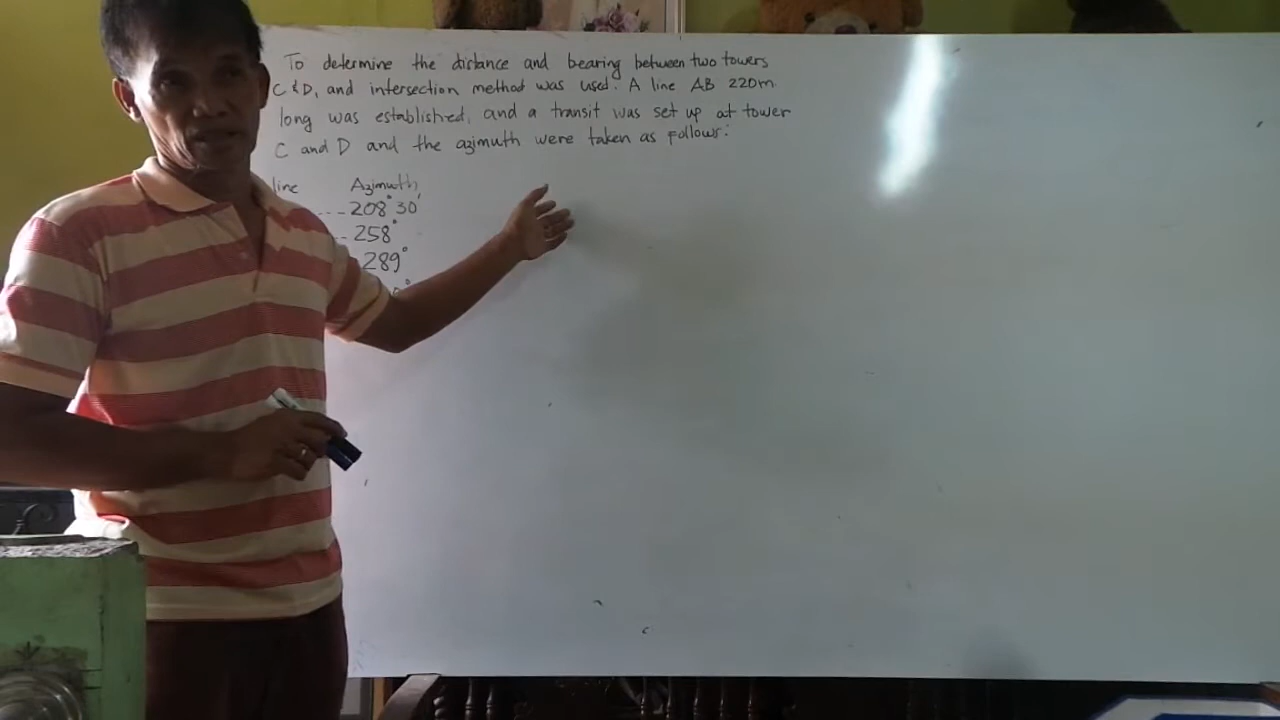 To determine the distance and bearing between two towers
C & D, and intersection method was used. A line AB 220m.
long was established, and a transit was set up at tower
C and D and the azimuth were taken as follows:
line Azimuth
--- 208°30'
-- 258°
289°